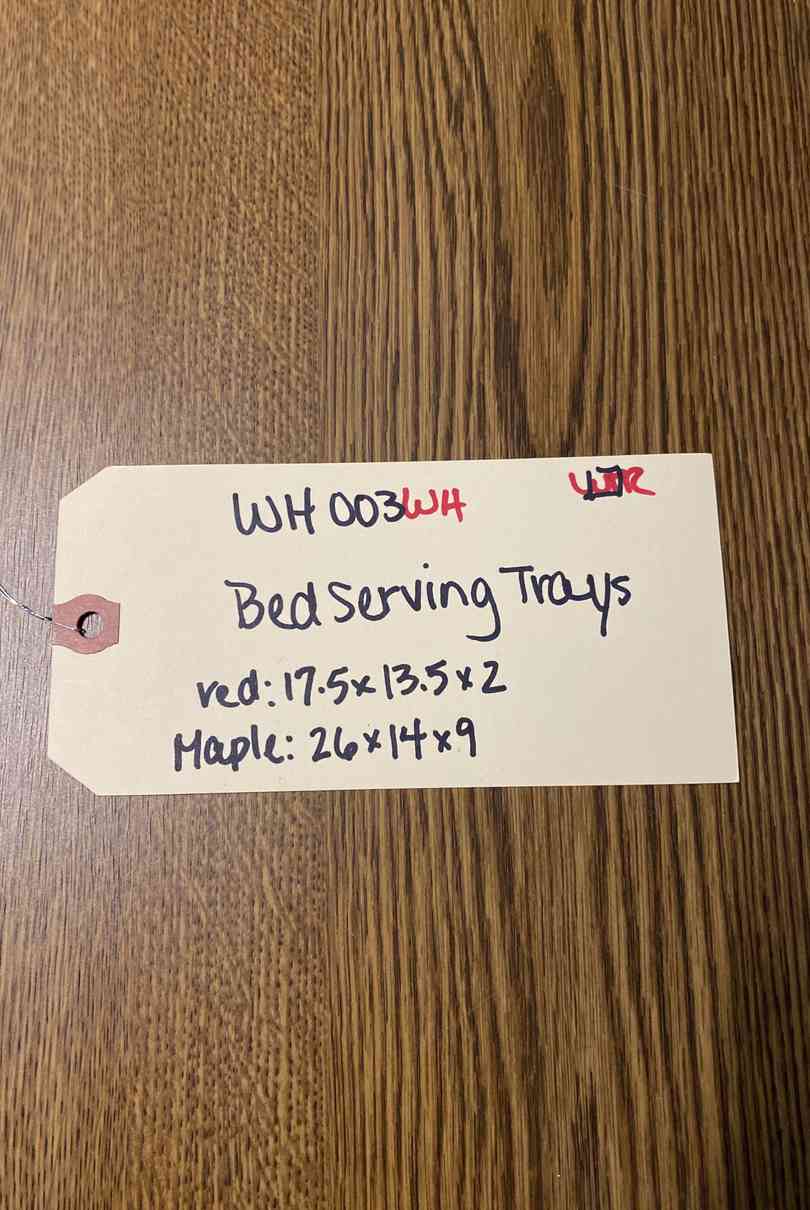 WH 003WH
Bed Serving Trays
red: 17.5x13.5x2
Maple: 26x14x9